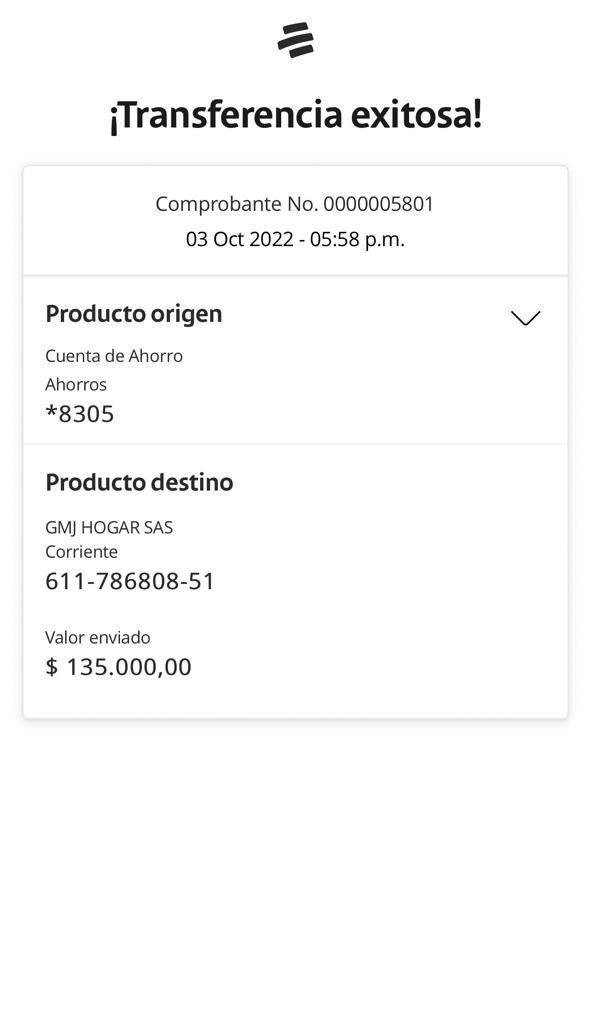 ¡Transferencia exitosa!
Comprobante No. 0000005801
03 Oct 2022 - 05:58 p.m.
Producto origen
Cuenta de Ahorro
Ahorros
*8305
Producto destino
GMJ HOGAR SAS
Corriente
611-786808-51
Valor enviado
$ 135.000,00